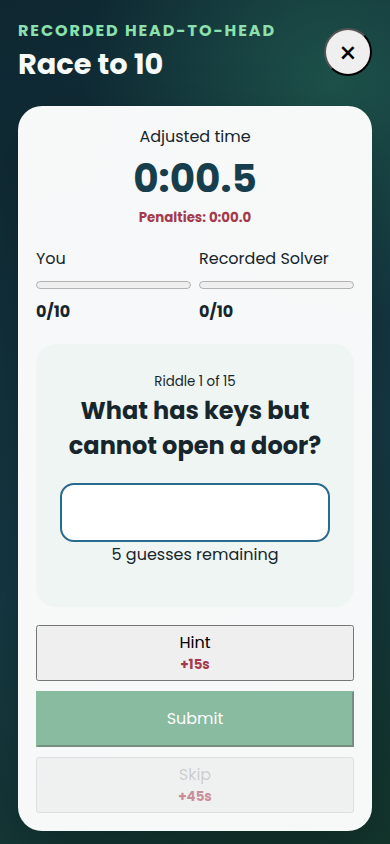 RECORDED HEAD-TO-HEAD
Race to 10
×
Adjusted time
0:00.5
Penalties: 0:00.0
You
Recorded Solver
0/10
0/10
Riddle 1 of 15
What has keys but
cannot open a door?
5 guesses remaining
Hint
+15s
Submit
Skip
+45s